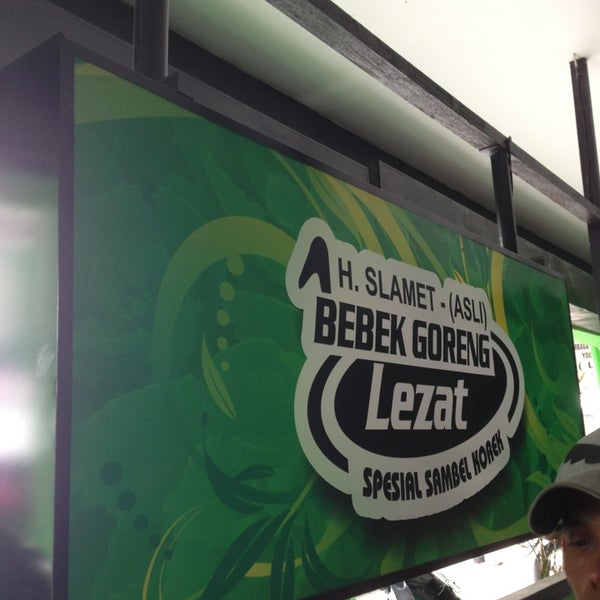 H. SLAMET - (ASLI)
BEBEK GORENG
Lezat
SPESIAL SAMBEL KOREK